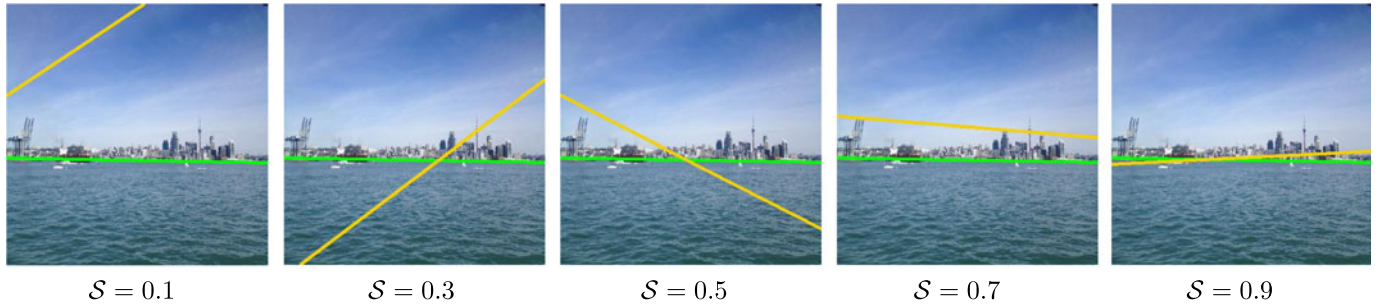 𝒮 = 0.1 𝒮 = 0.3 𝒮 = 0.5 𝒮 = 0.7 𝒮 = 0.9